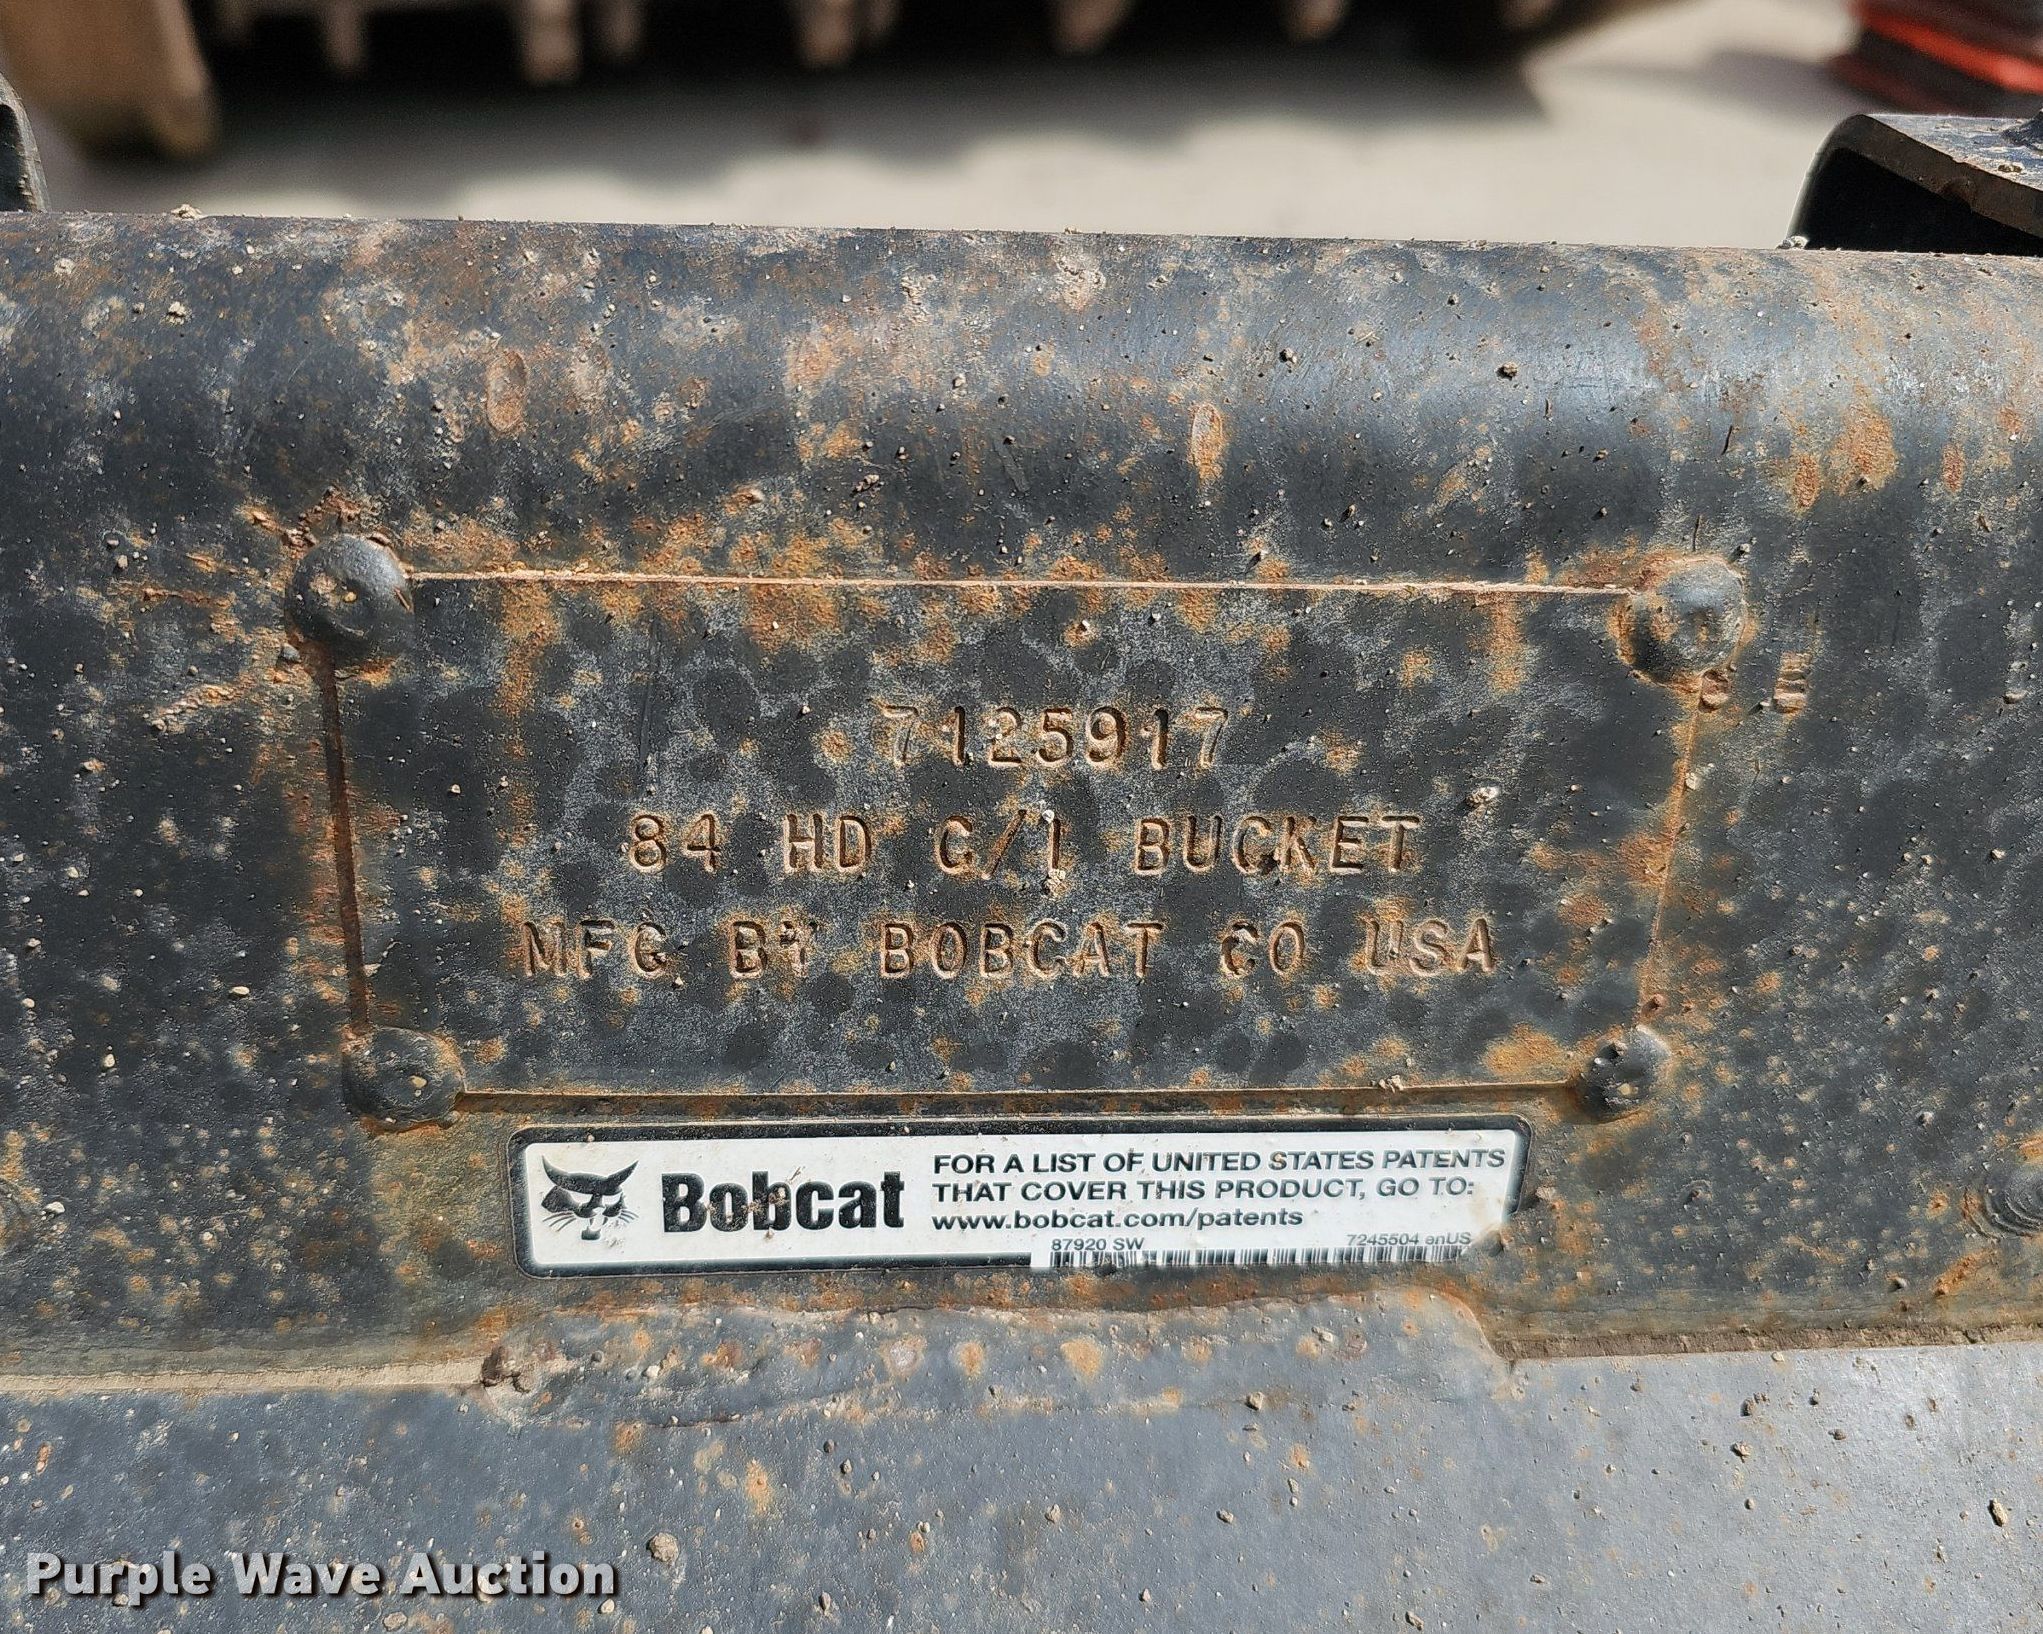 7125917
84 HD C/I BUCKET
MFG BY BOBCAT CO USA
Bobcat
FOR A LIST OF UNITED STATES PATENTS
THAT COVER THIS PRODUCT, GO TO:
www.bobcat.com/patents
87920 SW 7245504 enUS
Purple Wave Auction